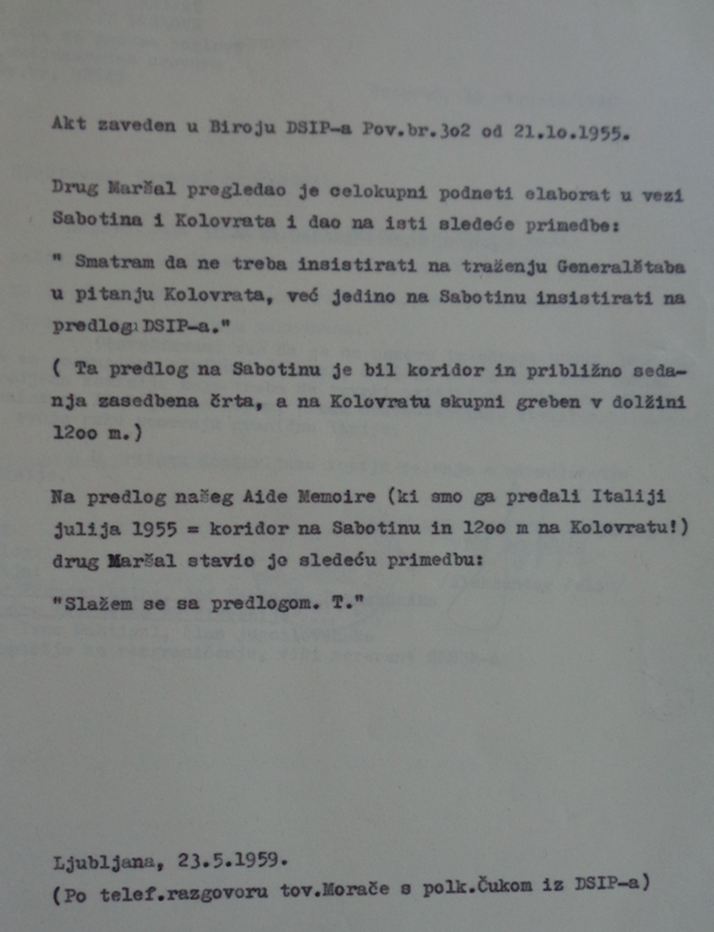 Akt zaveden u Biroju DSIP-a Pov.br.3o2 od 21.lo.1955.
Drug Maršal pregledao je celokupni podneti elaborat u vezi
Sabotina i Kolovrata i dao na isti sledeće primedbe:
" Smatram da ne treba insistirati na traženju Generalštaba
u pitanju Kolovrata, već jedino na Sabotinu insistirati na
predlog DSIP-a."
( Ta predlog na Sabotinu je bil koridor in približno seda-
nja zasedbena črta, a na Kolovratu skupni greben v dolžini
12oo m.)
Na predlog našeg Aide Memoire (ki smo ga predali Italiji
julija 1955 = koridor na Sabotinu in 12oo m na Kolovratu!)
drug Maršal stavio je sledeću primedbu:
"Slažem se sa predlogom. T."
Ljubljana, 23.5.1959.
(Po telef.razgovoru tov.Morače s polk.Čukom iz DSIP-a)